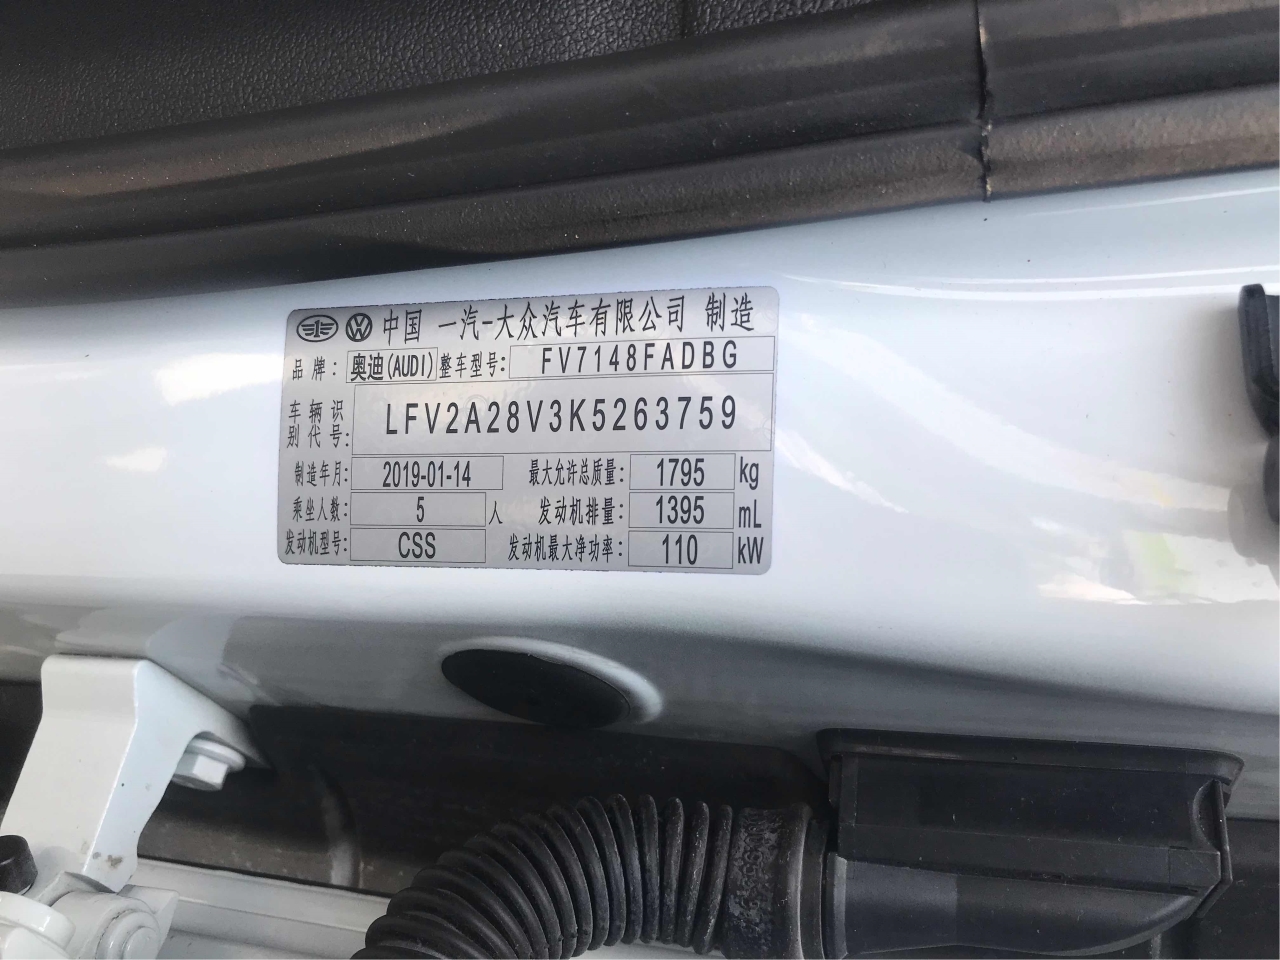 中国 一汽-大众汽车有限公司 制造
品牌: 奥迪(AUDI) 整车型号: FV7148FADBG
车辆识别代号: LFV2A28V3K5263759
制造年月: 2019-01-14 最大允许总质量: 1795 kg
乘坐人数: 5 人 发动机排量: 1395 mL
发动机型号: CSS 发动机最大净功率: 110 kW